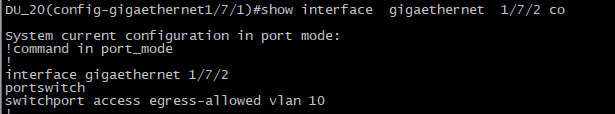 DU_20(config-gigaethernet1/7/1)#show interface  gigaethernet  1/7/2 co
System current configuration in port mode:
!command in port_mode
!
interface gigaethernet 1/7/2
portswitch
switchport access egress-allowed vlan 10
!